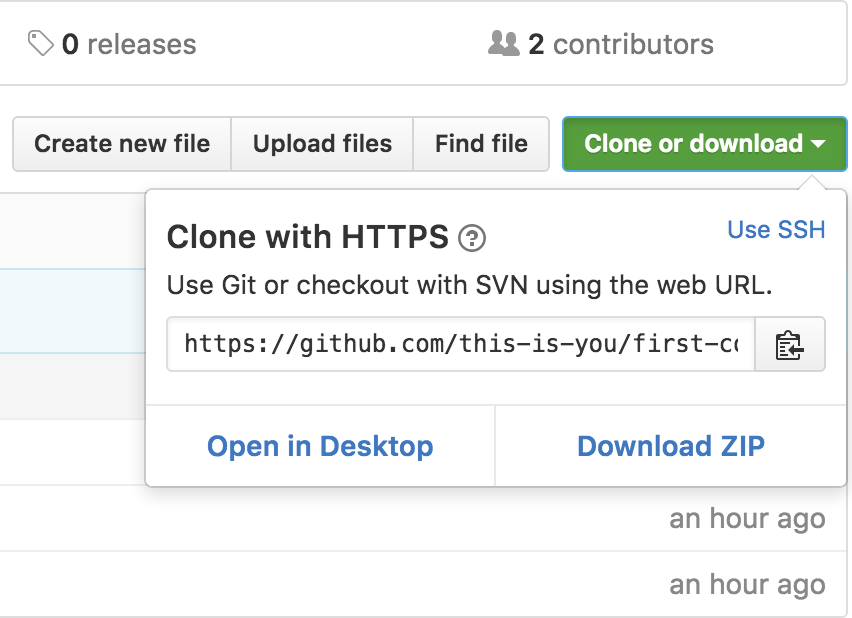 0 releases 2 contributors
Create new file Upload files Find file Clone or download
Clone with HTTPS Use SSH
Use Git or checkout with SVN using the web URL.
https://github.com/this-is-you/first-co
Open in Desktop Download ZIP
an hour ago
an hour ago